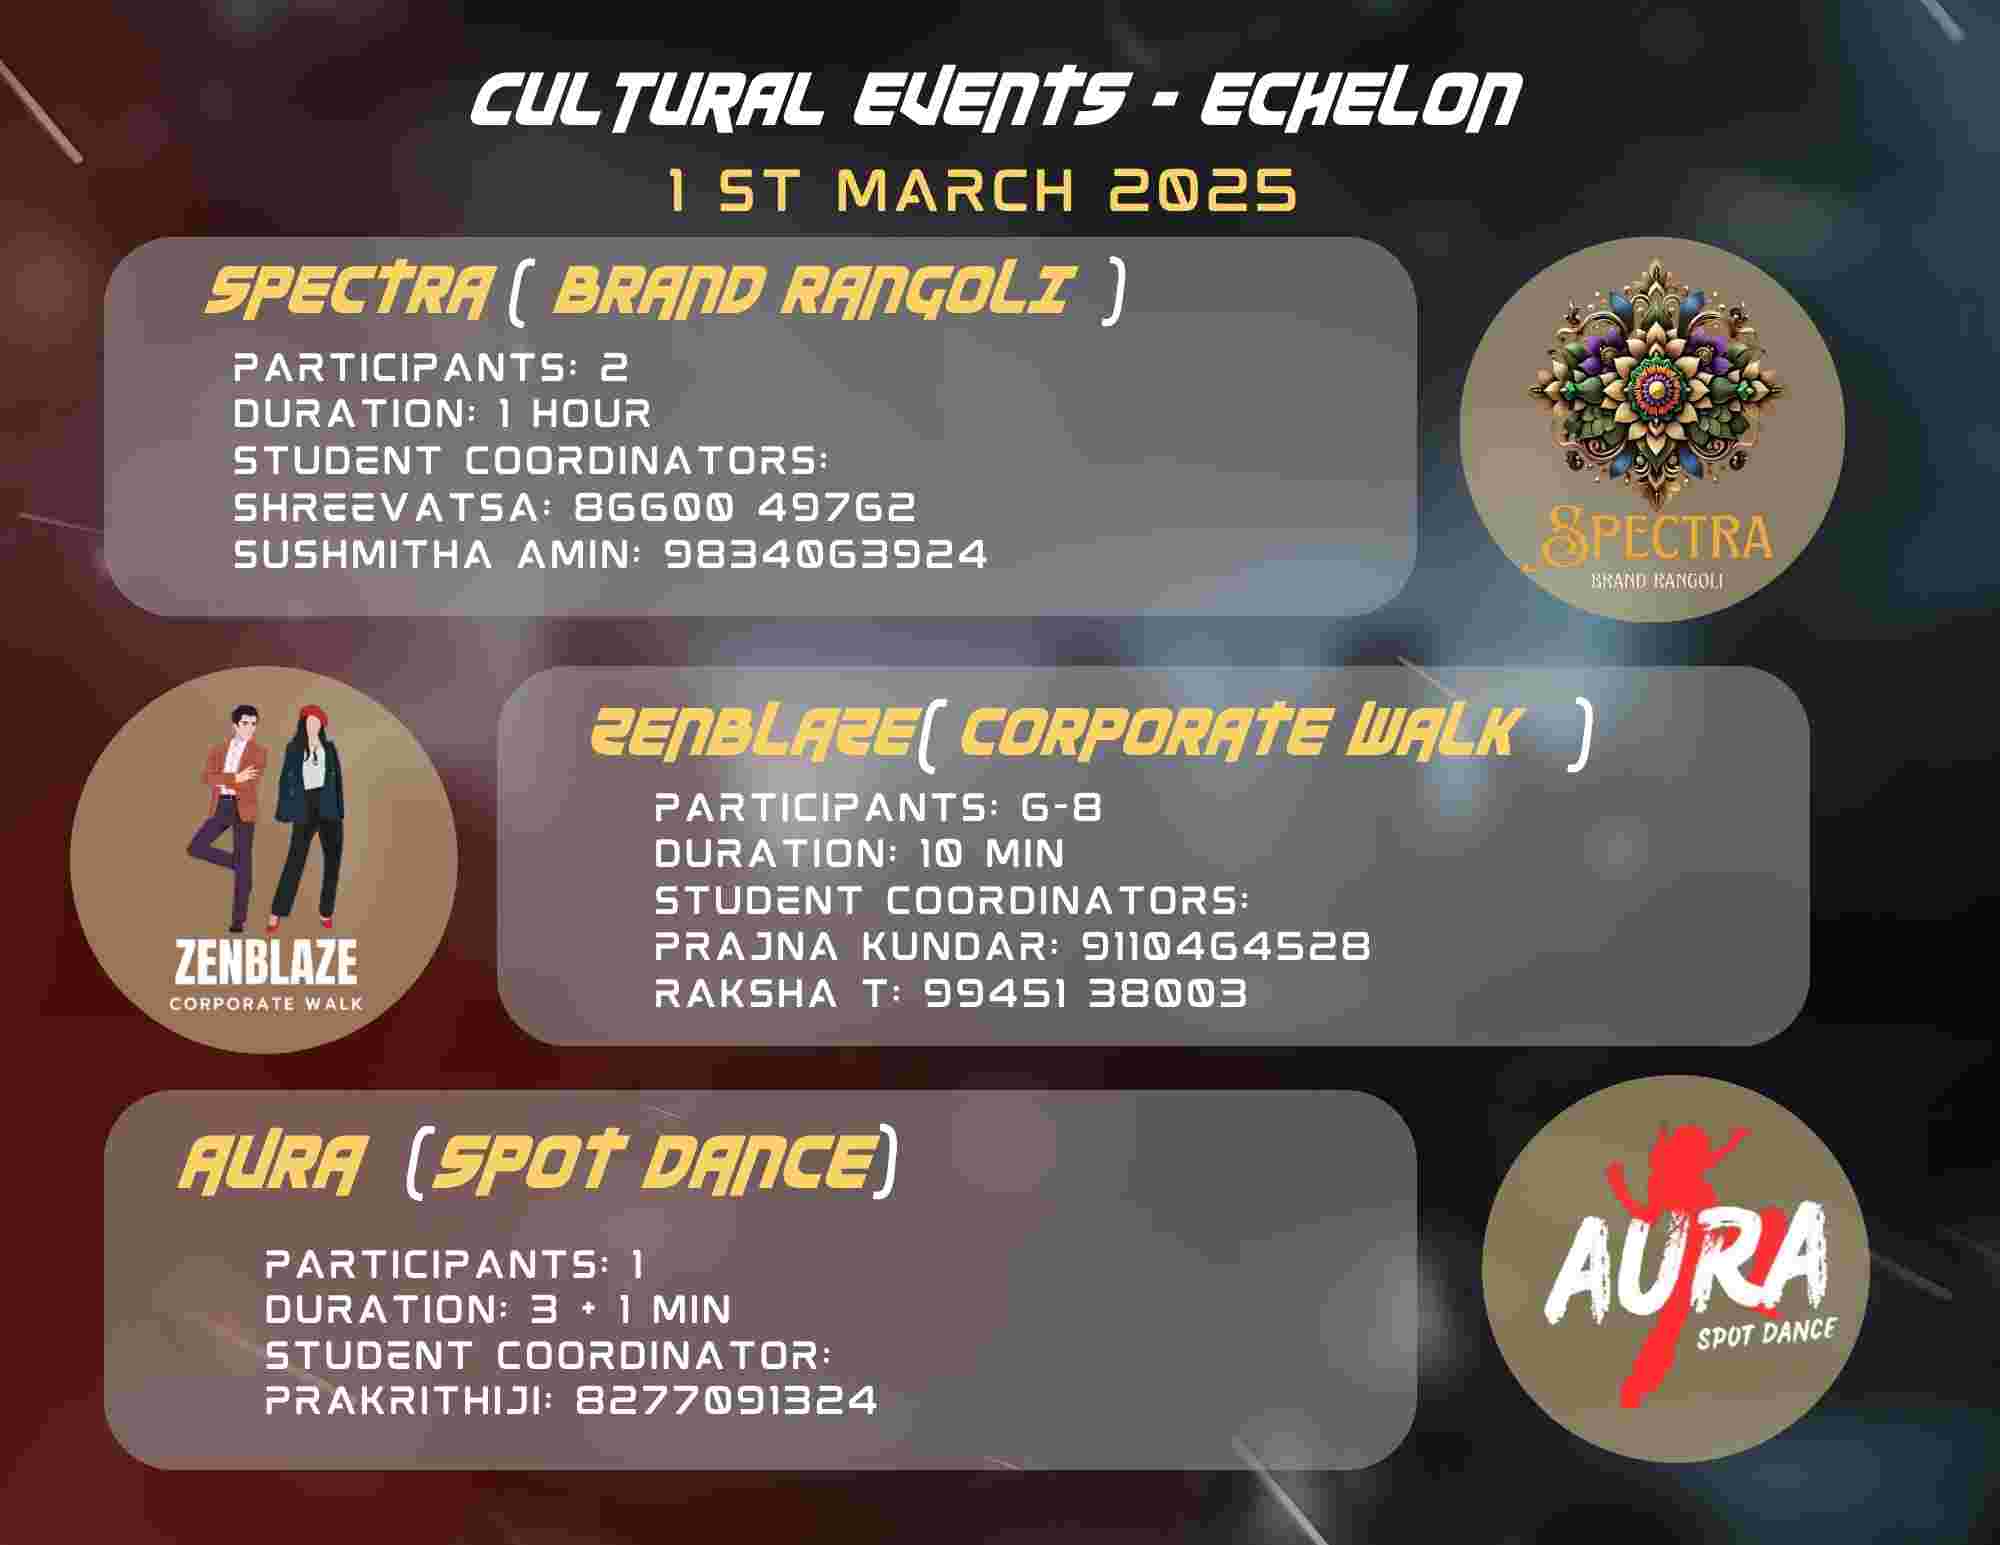 CULTURAL EVENTS - ECHELON
1 ST MARCH 2025
SPECTRA ( BRAND RANGOLI )
PARTICIPANTS: 2
DURATION: 1 HOUR
STUDENT COORDINATORS:
SHREEVATSA: 86600 49762
SUSHMITHA AMIN: 9834063924
SPECTRA
BRAND RANGOLI
ZENBLAZE( CORPORATE WALK )
PARTICIPANTS: 6-8
DURATION: 10 MIN
STUDENT COORDINATORS:
PRAJNA KUNDAR: 9110464528
RAKSHA T: 99451 38003
ZENBLAZE
CORPORATE WALK
AURA (SPOT DANCE)
PARTICIPANTS: 1
DURATION: 3 + 1 MIN
STUDENT COORDINATOR:
PRAKRITHIJI: 8277091324
AURA
SPOT DANCE